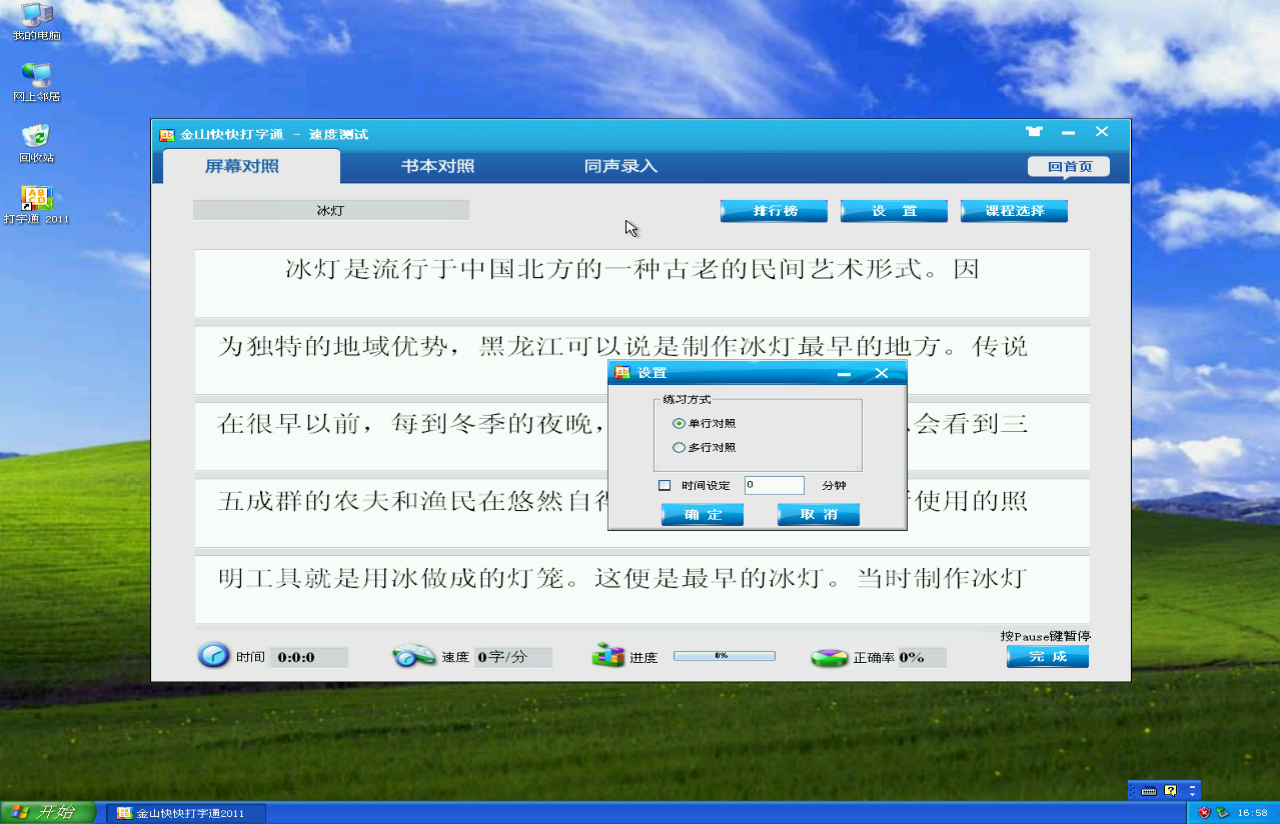 我的电脑
网上邻居
回收站
打字通 2011
金山快快打字通 - 速度测试
屏幕对照
书本对照
同声录入
回首页
冰灯
排行榜
设 置
课程选择
冰灯是流行于中国北方的一种古老的民间艺术形式。因
为独特的地域优势，黑龙江可以说是制作冰灯最早的地方。传说
在很早以前，每到冬季的夜晚，
会看到三
五成群的农夫和渔民在悠然自得
使用的照
明工具就是用冰做成的灯笼。这便是最早的冰灯。当时制作冰灯
设置
练习方式
单行对照
多行对照
时间设定 0 分钟
确 定
取 消
按Pause键暂停
时间 0:0:0
速度 0字/分
进度 0%
正确率 0%
完 成
开始
金山快快打字通2011
16:58